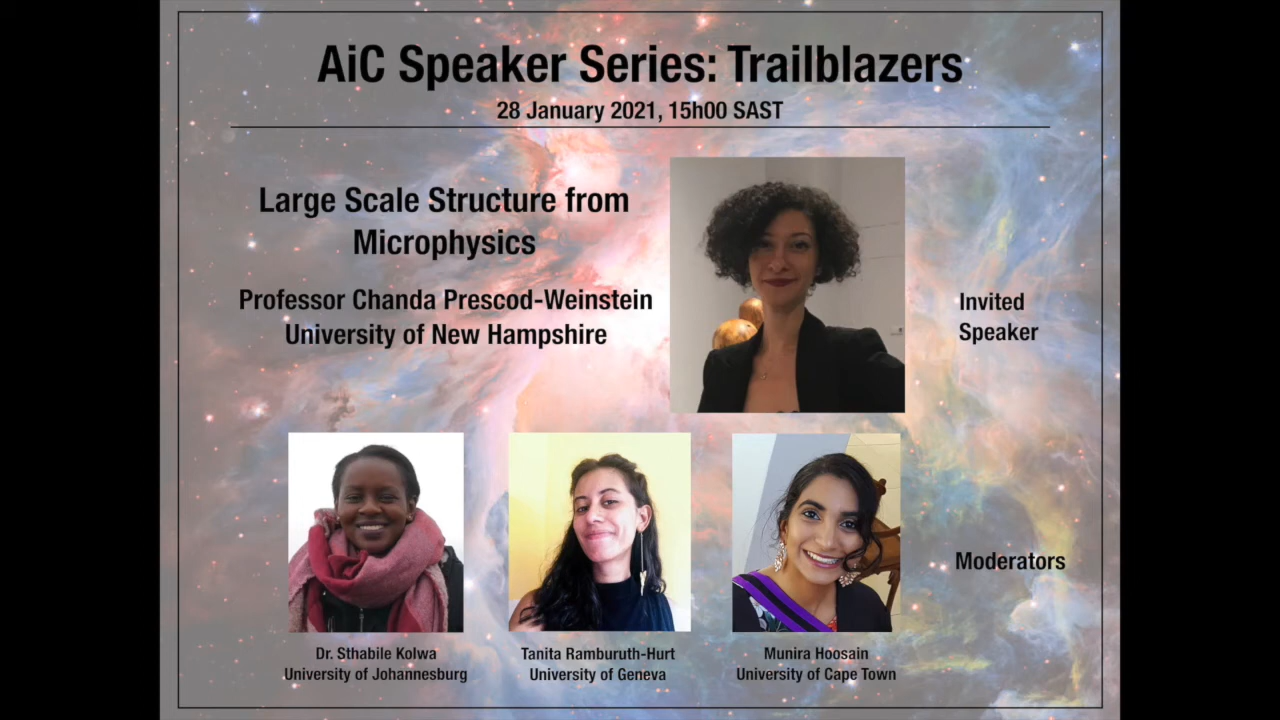 AiC Speaker Series: Trailblazers
28 January 2021, 15h00 SAST
Large Scale Structure from
Microphysics
Professor Chanda Prescod-Weinstein
University of New Hampshire
Invited
Speaker
Moderators
Dr. Sthabile Kolwa
University of Johannesburg
Tanita Ramburuth-Hurt
University of Geneva
Munira Hoosain
University of Cape Town